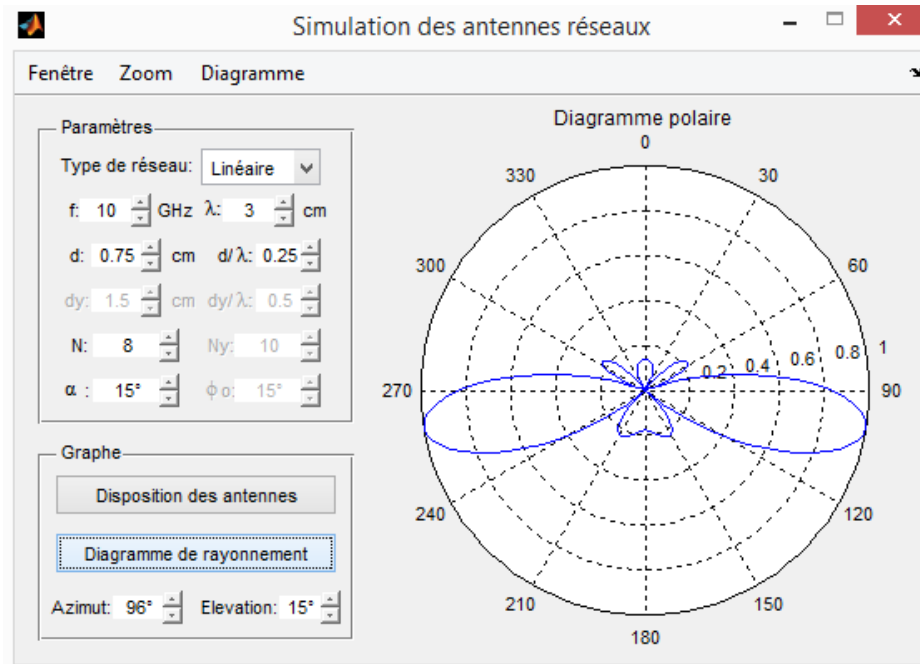 Simulation des antennes réseaux
Fenêtre Zoom Diagramme
Paramètres
Type de réseau: Linéaire
f: 10 GHz λ: 3 cm
d: 0.75 cm d/λ: 0.25
dy: 1.5 cm dy/λ: 0.5
N: 8 Ny: 10
α : 15° ϕo: 15°
Graphe
Disposition des antennes
Diagramme de rayonnement
Azimut: 96° Elevation: 15°
Diagramme polaire
0
330 30
300 60
1
0.2 0.4 0.6 0.8
270 90
240 120
210 150
180